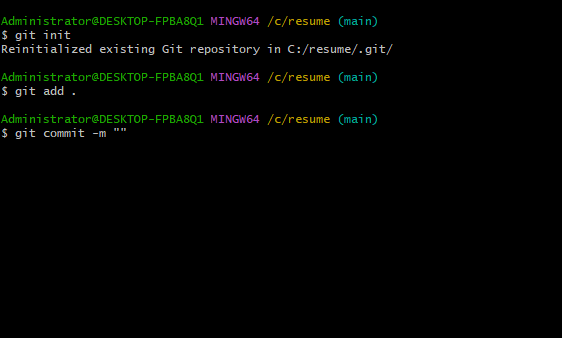 Administrator@DESKTOP-FPBA8Q1 MINGW64 /c/resume (main)
$ git init
Reinitialized existing Git repository in C:/resume/.git/
Administrator@DESKTOP-FPBA8Q1 MINGW64 /c/resume (main)
$ git add .
Administrator@DESKTOP-FPBA8Q1 MINGW64 /c/resume (main)
$ git commit -m ""